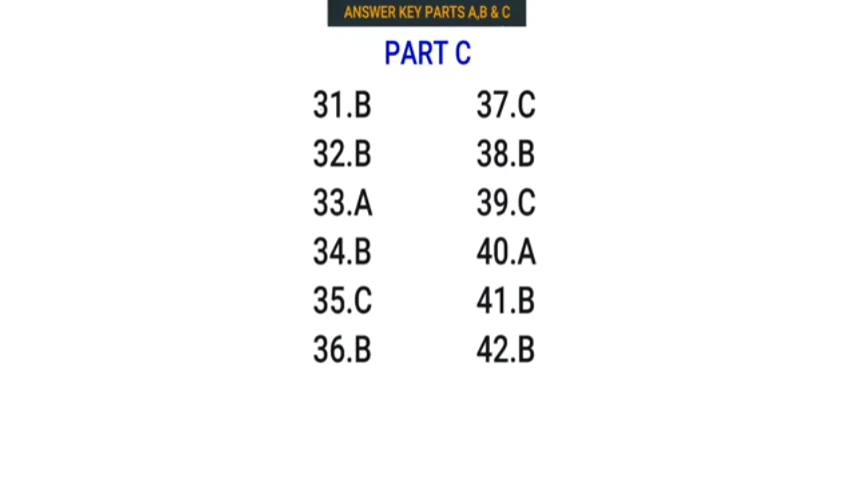 ANSWER KEY PARTS A,B & C
PART C
31.B
32.B
33.A
34.B
35.C
36.B
37.C
38.B
39.C
40.A
41.B
42.B